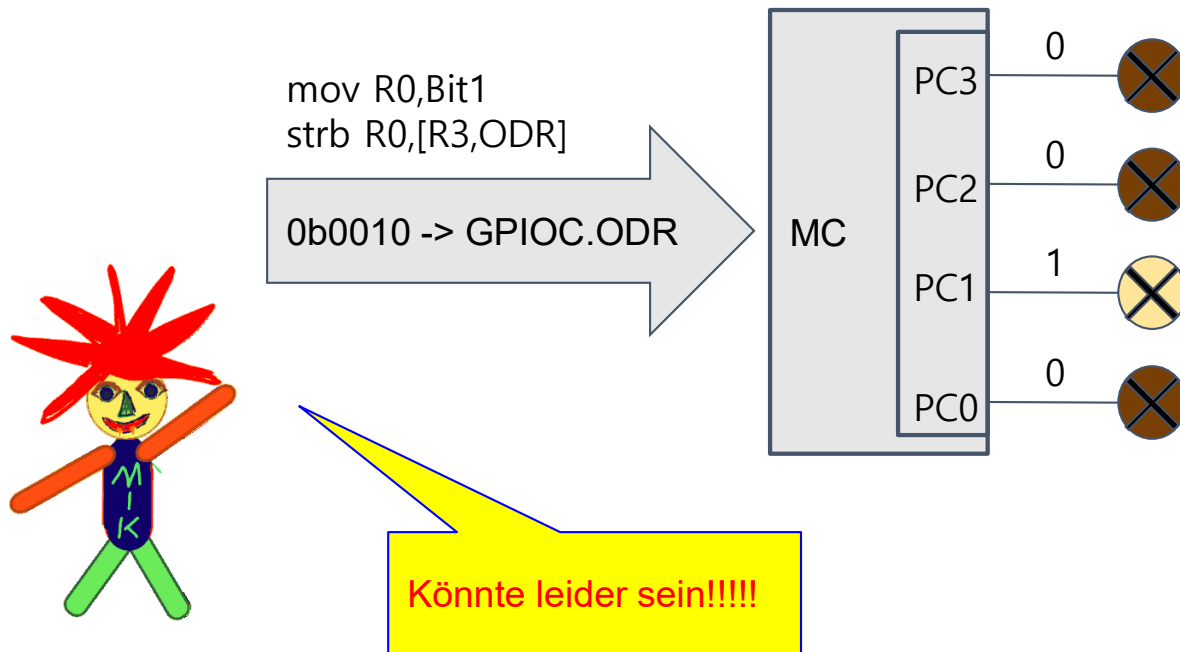 mov R0,Bit1
strb R0,[R3,ODR]
0b0010 -> GPIOC.ODR
MC
PC3
0
PC2
0
PC1
1
PC0
0
M
I
K
Könnte leider sein!!!!!